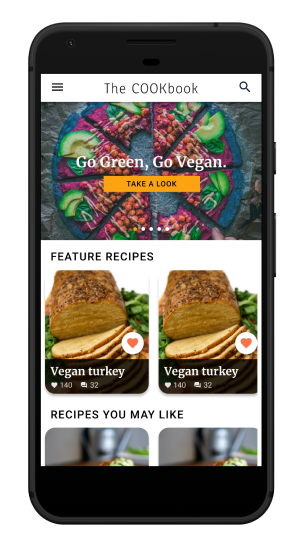 The COOKbook
Go Green, Go Vegan.
TAKE A LOOK
FEATURE RECIPES
Vegan turkey
140 32
Vegan turkey
140 32
RECIPES YOU MAY LIKE